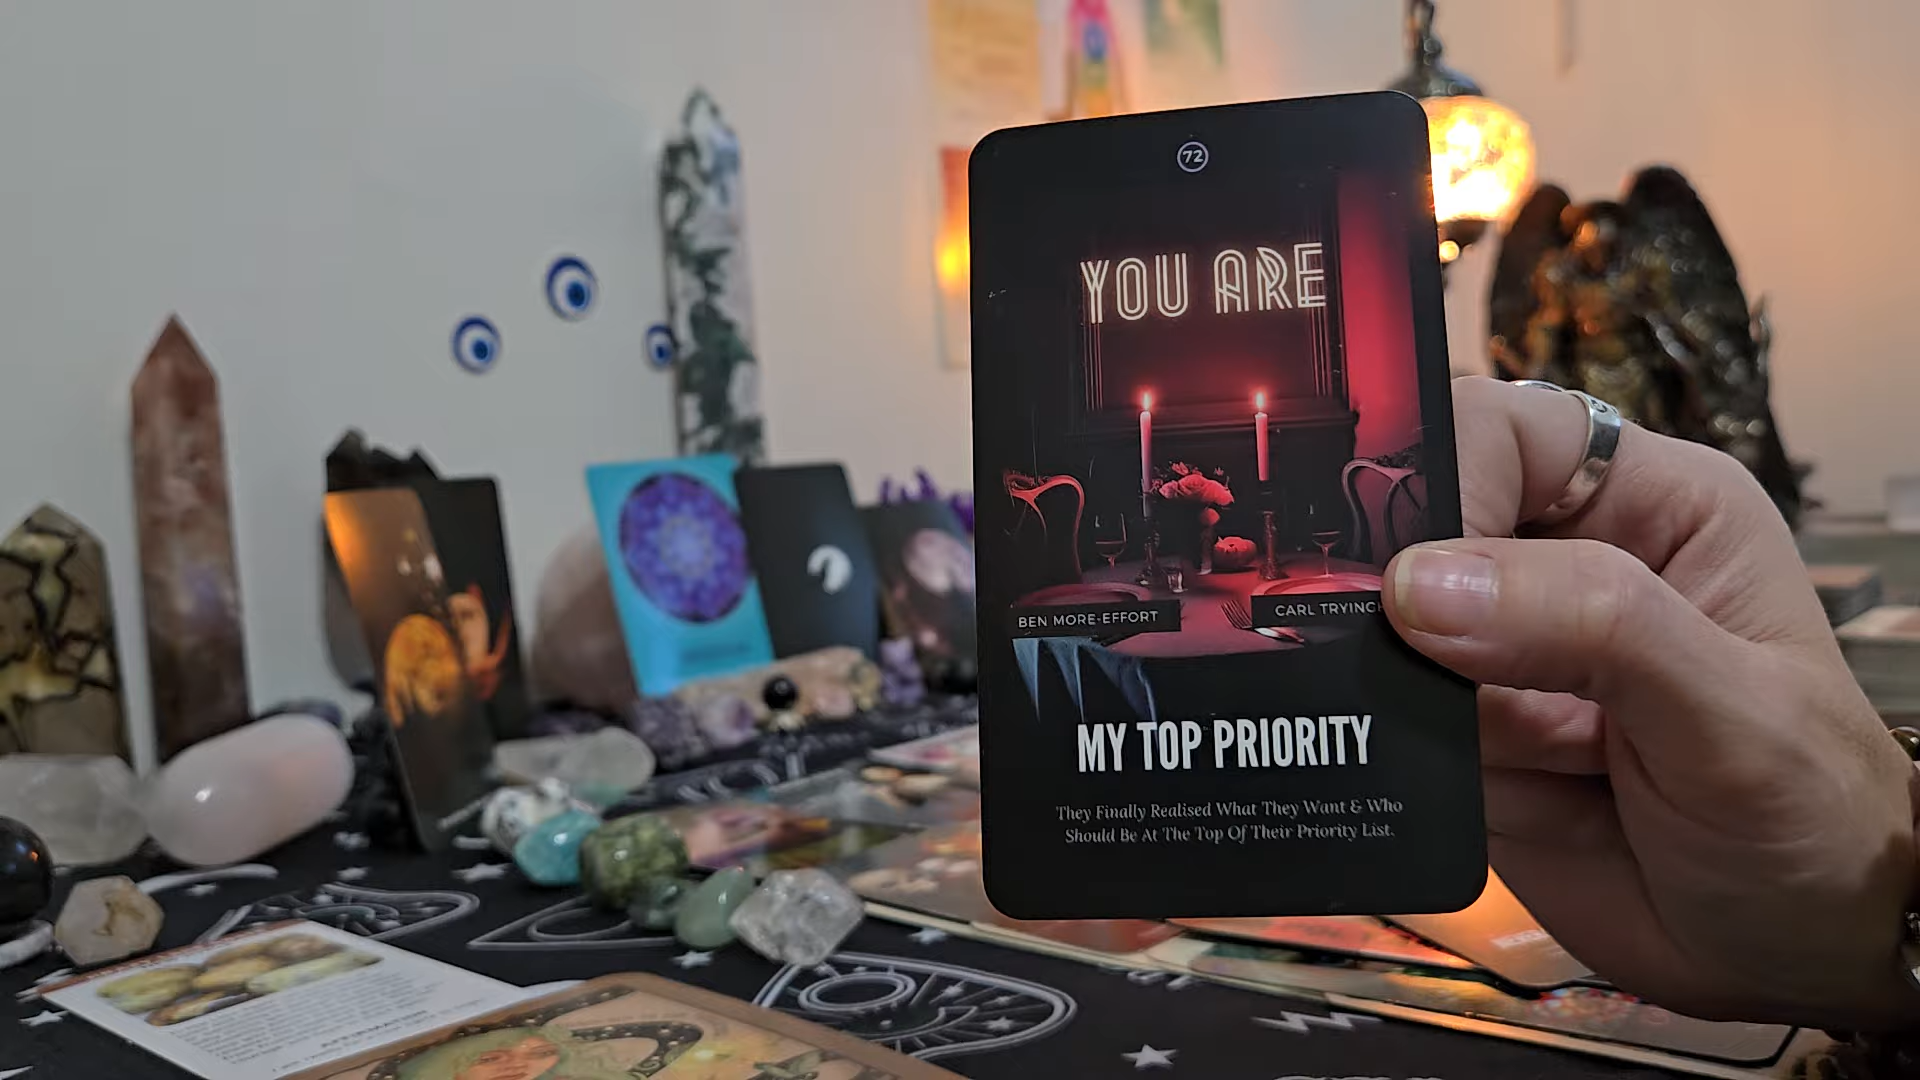 72
YOU ARE
BEN MORE-EFFORT
CARL TRYING
MY TOP PRIORITY
They Finally Realised What They Want & Who
Should Be At The Top Of Their Priority List.
AFFIRMATION